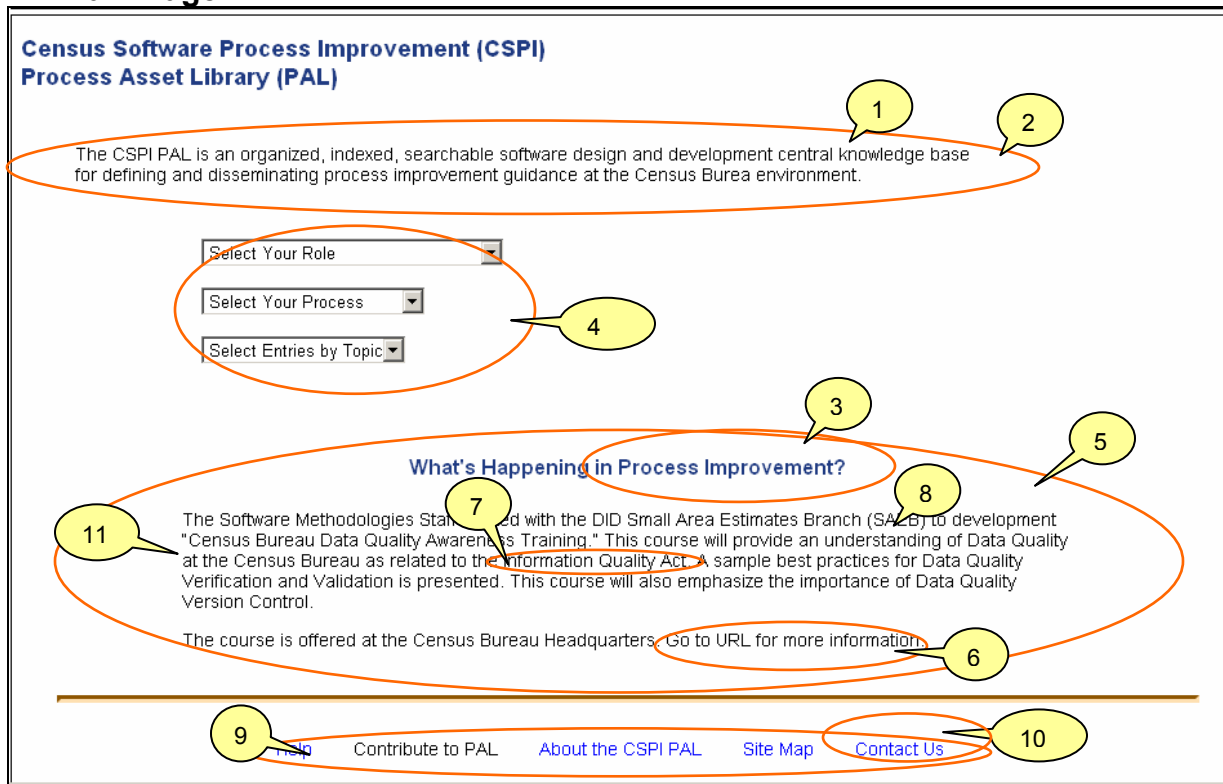 Census Software Process Improvement (CSPI)
Process Asset Library (PAL)
1
2
The CSPI PAL is an organized, indexed, searchable software design and development central knowledge base
for defining and disseminating process improvement guidance at the Census Burea environment.
Select Your Role
Select Your Process
4
Select Entries by Topic
3
5
What's Happening in Process Improvement?
7
8
11
The Software Methodologies with the DID Small Area Estimates Branch (SAEB) to development
"Census Bureau Data Quality Awareness Training." This course will provide an understanding of Data Quality
at the Census Bureau as related to the Information Quality Act. A sample best practices for Data Quality
Verification and Validation is presented. This course will also emphasize the importance of Data Quality
Version Control.
The course is offered at the Census Bureau Headquarters. Go to URL for more information.
6
9
10
Help Contribute to PAL About the CSPI PAL Site Map Contact Us